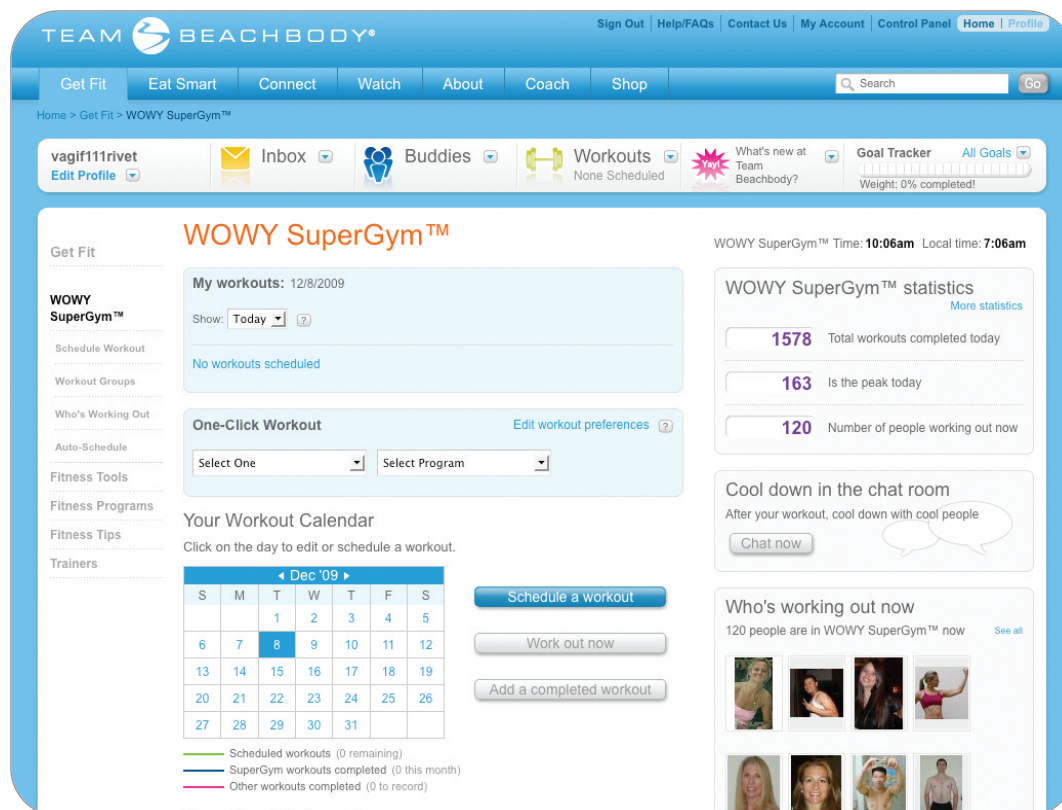 Sign Out | Help/FAQs | Contact Us | My Account | Control Panel Home | Profile
TEAM BEACHBODY®
Get Fit Eat Smart Connect Watch About Coach Shop Search Go
Home > Get Fit > WOWY SuperGym™
vagif111rivet
Edit Profile
Inbox
Buddies
Workouts
None Scheduled
Yay!
What's new at
Team
Beachbody?
Goal Tracker All Goals
Weight: 0% completed!
Get Fit
WOWY
SuperGym™
Schedule Workout
Workout Groups
Who's Working Out
Auto-Schedule
Fitness Tools
Fitness Programs
Fitness Tips
Trainers
WOWY SuperGym™
My workouts: 12/8/2009
Show: Today ?
No workouts scheduled
One-Click Workout Edit workout preferences ?
Select One Select Program
Your Workout Calendar
Click on the day to edit or schedule a workout.
Dec '09
S M T W T F S
1 2 3 4 5
6 7 8 9 10 11 12
13 14 15 16 17 18 19
20 21 22 23 24 25 26
27 28 29 30 31
Schedule a workout
Work out now
Add a completed workout
Scheduled workouts (0 remaining)
SuperGym workouts completed (0 this month)
Other workouts completed (0 to record)
WOWY SuperGym™ Time: 10:06am Local time: 7:06am
WOWY SuperGym™ statistics
More statistics
1578 Total workouts completed today
163 Is the peak today
120 Number of people working out now
Cool down in the chat room
After your workout, cool down with cool people
Chat now
Who's working out now
120 people are in WOWY SuperGym™ now See all